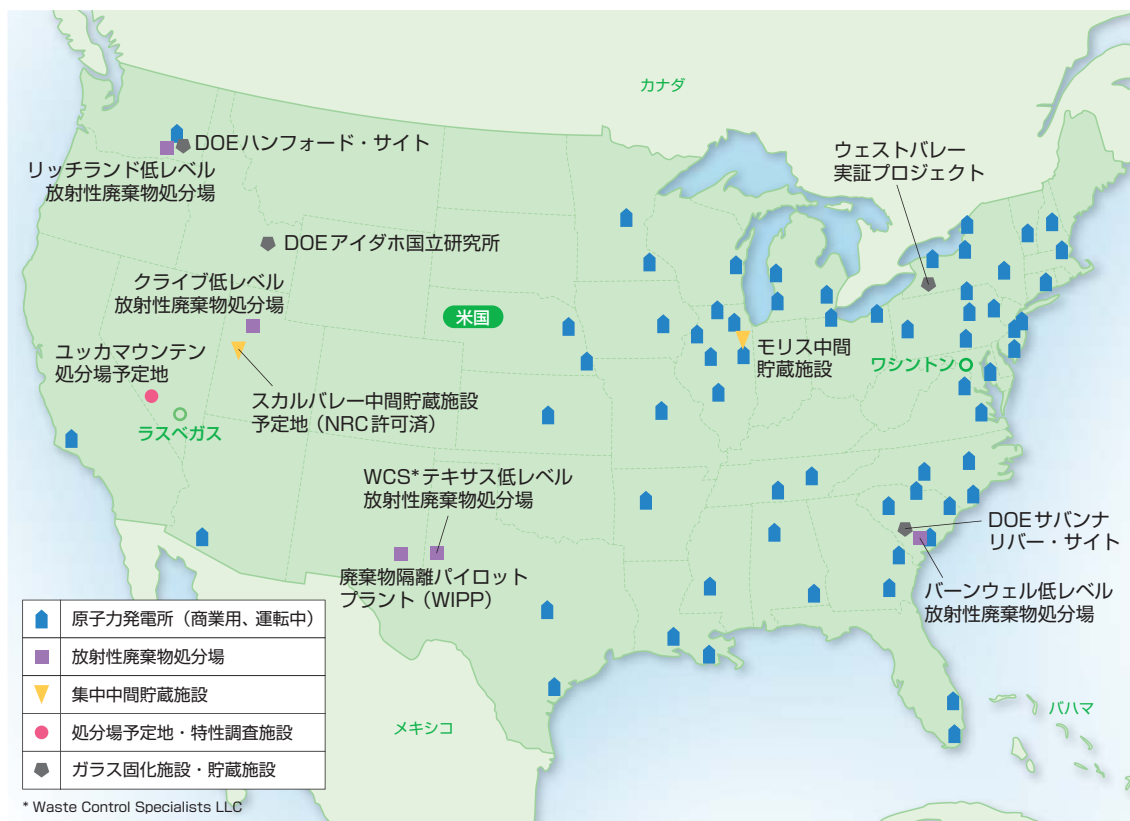 カナダ
DOEハンフォード・サイト
リッチランド低レベル
放射性廃棄物処分場
ウェストバレー
実証プロジェクト
DOEアイダホ国立研究所
クライブ低レベル
放射性廃棄物処分場
米国
ユッカマウンテン
処分場予定地
モリス中間
貯蔵施設
ワシントン
スカルバレー中間貯蔵施設
予定地（NRC許可済）
ラスベガス
WCS*テキサス低レベル
放射性廃棄物処分場
DOEサバンナ
リバー・サイト
廃棄物隔離パイロット
プラント（WIPP）
バーンウェル低レベル
放射性廃棄物処分場
原子力発電所（商業用、運転中）
放射性廃棄物処分場
集中中間貯蔵施設
処分場予定地・特性調査施設
ガラス固化施設・貯蔵施設
メキシコ
バハマ
* Waste Control Specialists LLC